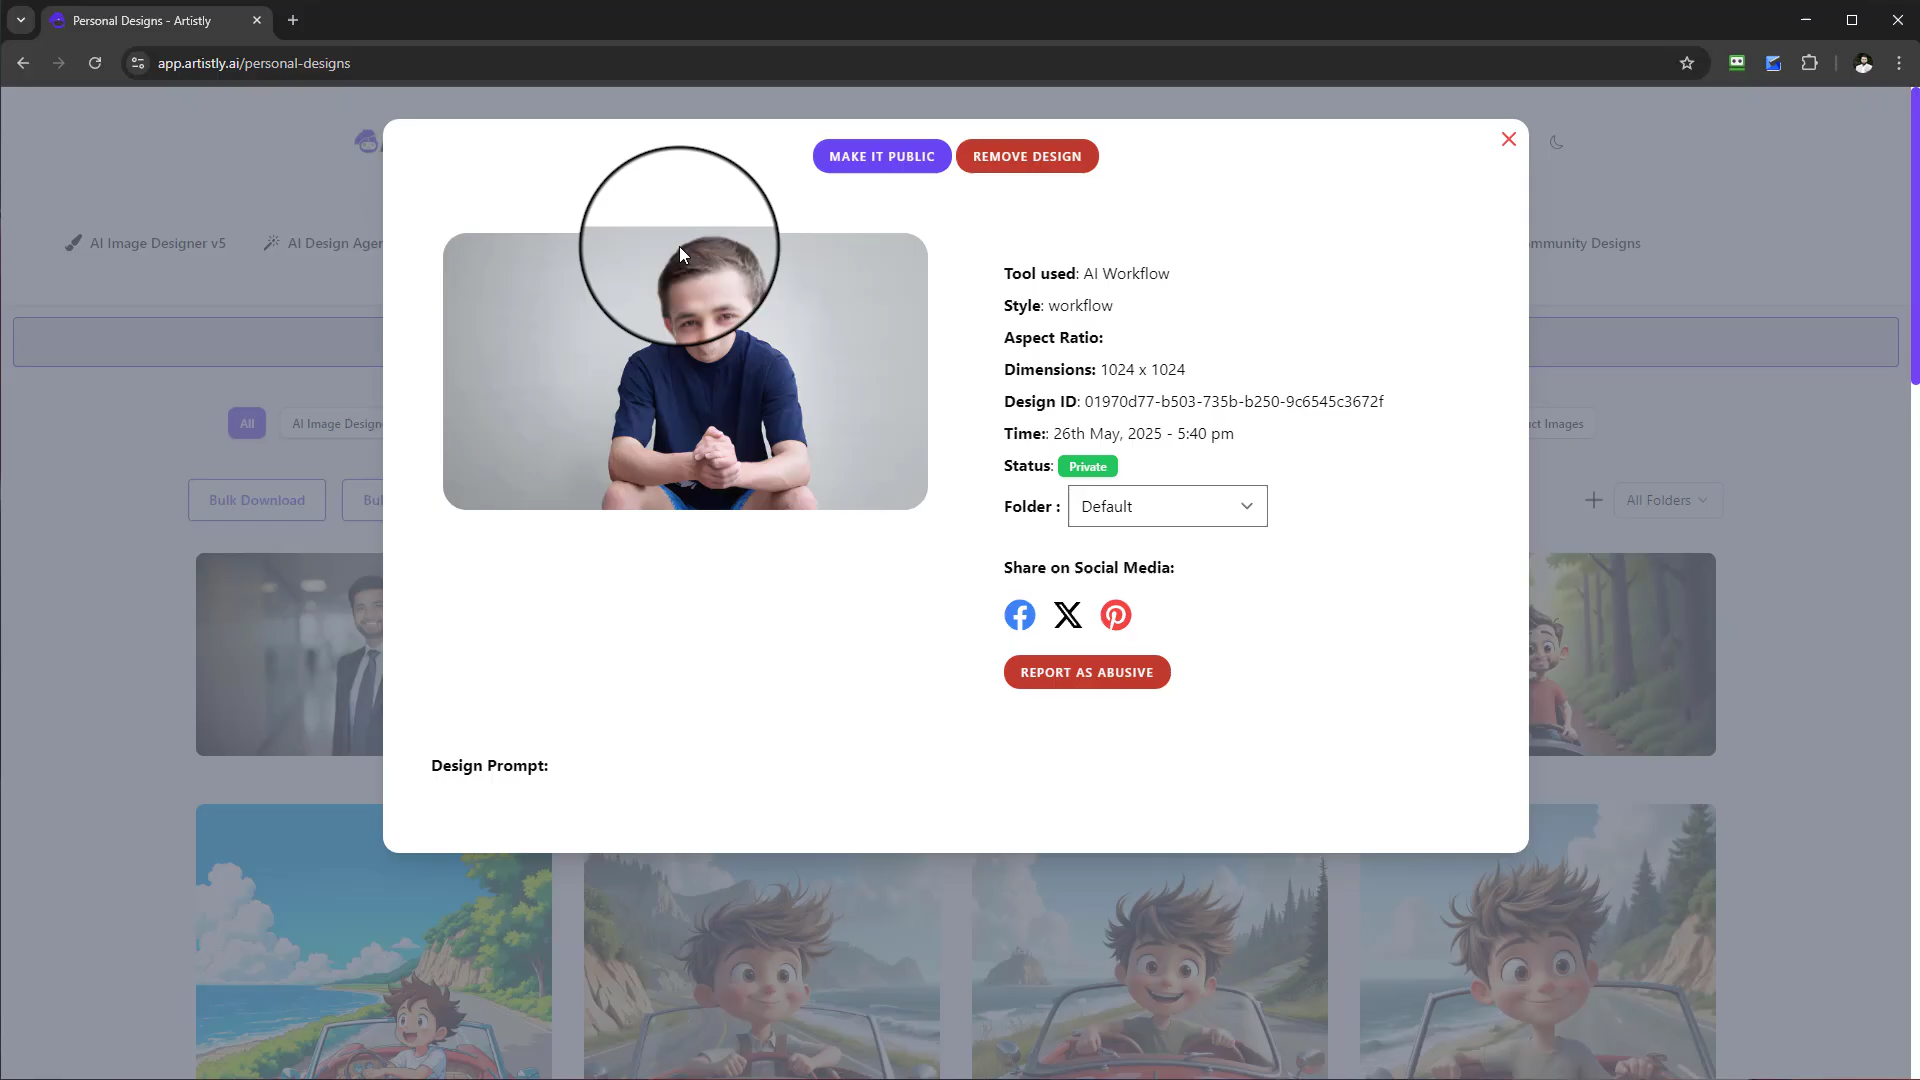 Personal Designs - Artistly
app.artistly.ai/personal-designs
MAKE IT PUBLIC
REMOVE DESIGN
AI Image Designer v5
AI Design Agen
mmunity Designs
Tool used: AI Workflow
Style: workflow
Aspect Ratio:
Dimensions: 1024 x 1024
Design ID: 01970d77-b503-735b-b250-9c6545c3672f
Time:: 26th May, 2025 - 5:40 pm
Status: Private
Folder : Default
All
AI Image Design
ct Images
Bulk Download
Bul
All Folders
Share on Social Media:
REPORT AS ABUSIVE
Design Prompt: